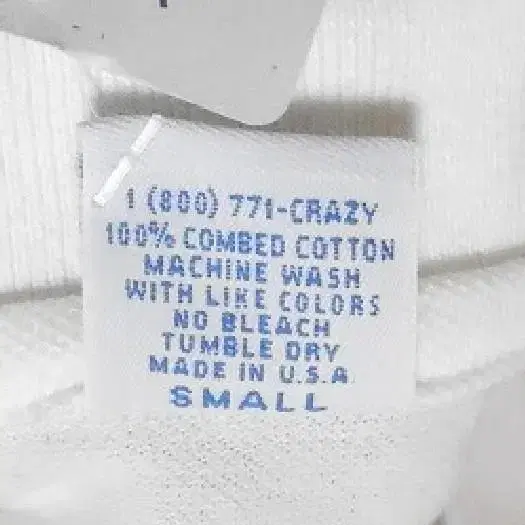 1 (800) 771-CRAZY
100% COMBED COTTON
MACHINE WASH
WITH LIKE COLORS
NO BLEACH
TUMBLE DRY
MADE IN U.S.A
SMALL